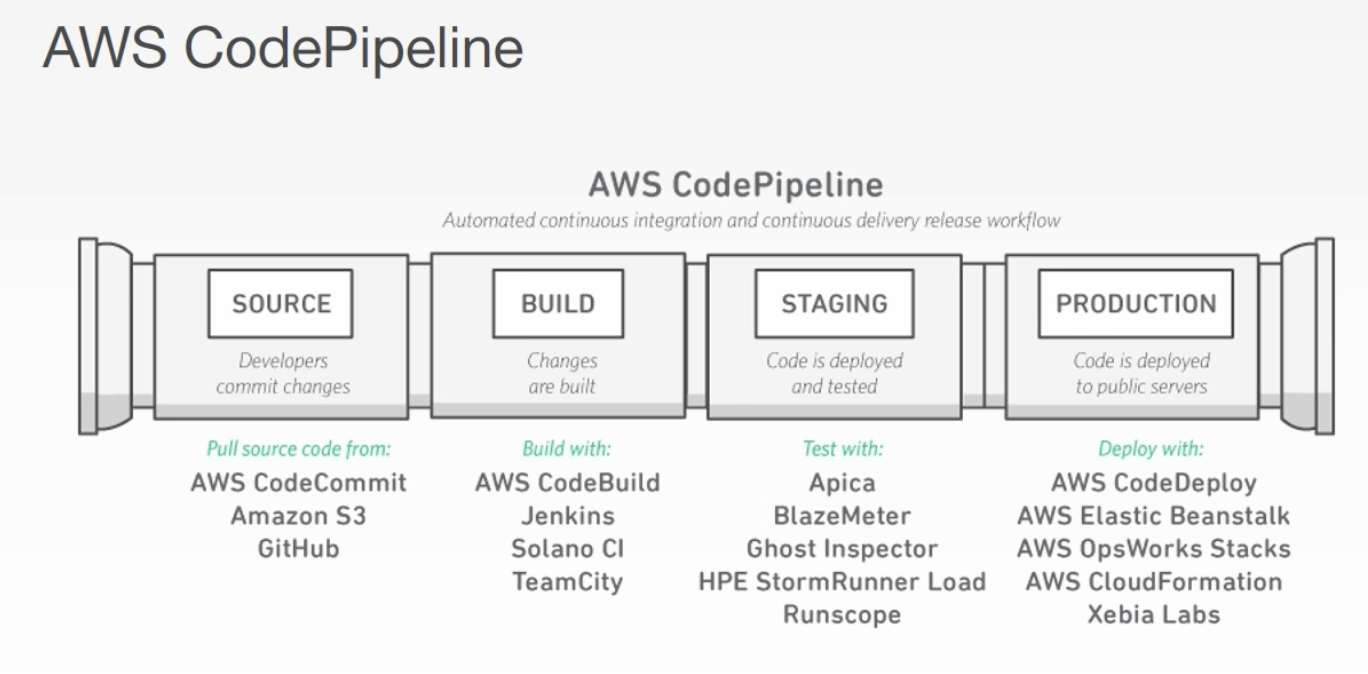 AWS CodePipeline
AWS CodePipeline
Automated continuous integration and continuous delivery release workflow
SOURCE
Developers
commit changes
Pull source code from:
AWS CodeCommit
Amazon S3
GitHub
BUILD
Changes
are built
Build with:
AWS CodeBuild
Jenkins
Solano CI
TeamCity
STAGING
Code is deployed
and tested
Test with:
Apica
BlazeMeter
Ghost Inspector
HPE StormRunner Load
Runscope
PRODUCTION
Code is deployed
to public servers
Deploy with:
AWS CodeDeploy
AWS Elastic Beanstalk
AWS OpsWorks Stacks
AWS CloudFormation
Xebia Labs